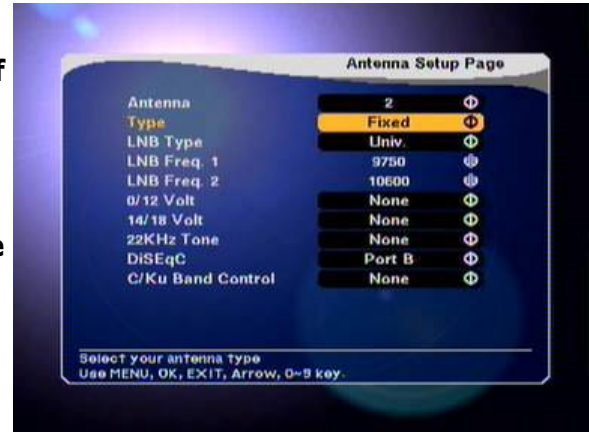 f
e
Antenna Setup Page
Antenna 2
Type Fixed
LNB Type Univ.
LNB Freq. 1 9750
LNB Freq. 2 10600
0/12 Volt None
14/18 Volt None
22KHz Tone None
DiSEqC Port B
C/Ku Band Control None
Select your antenna type
Use MENU, OK, EXIT, Arrow, 0~9 key.